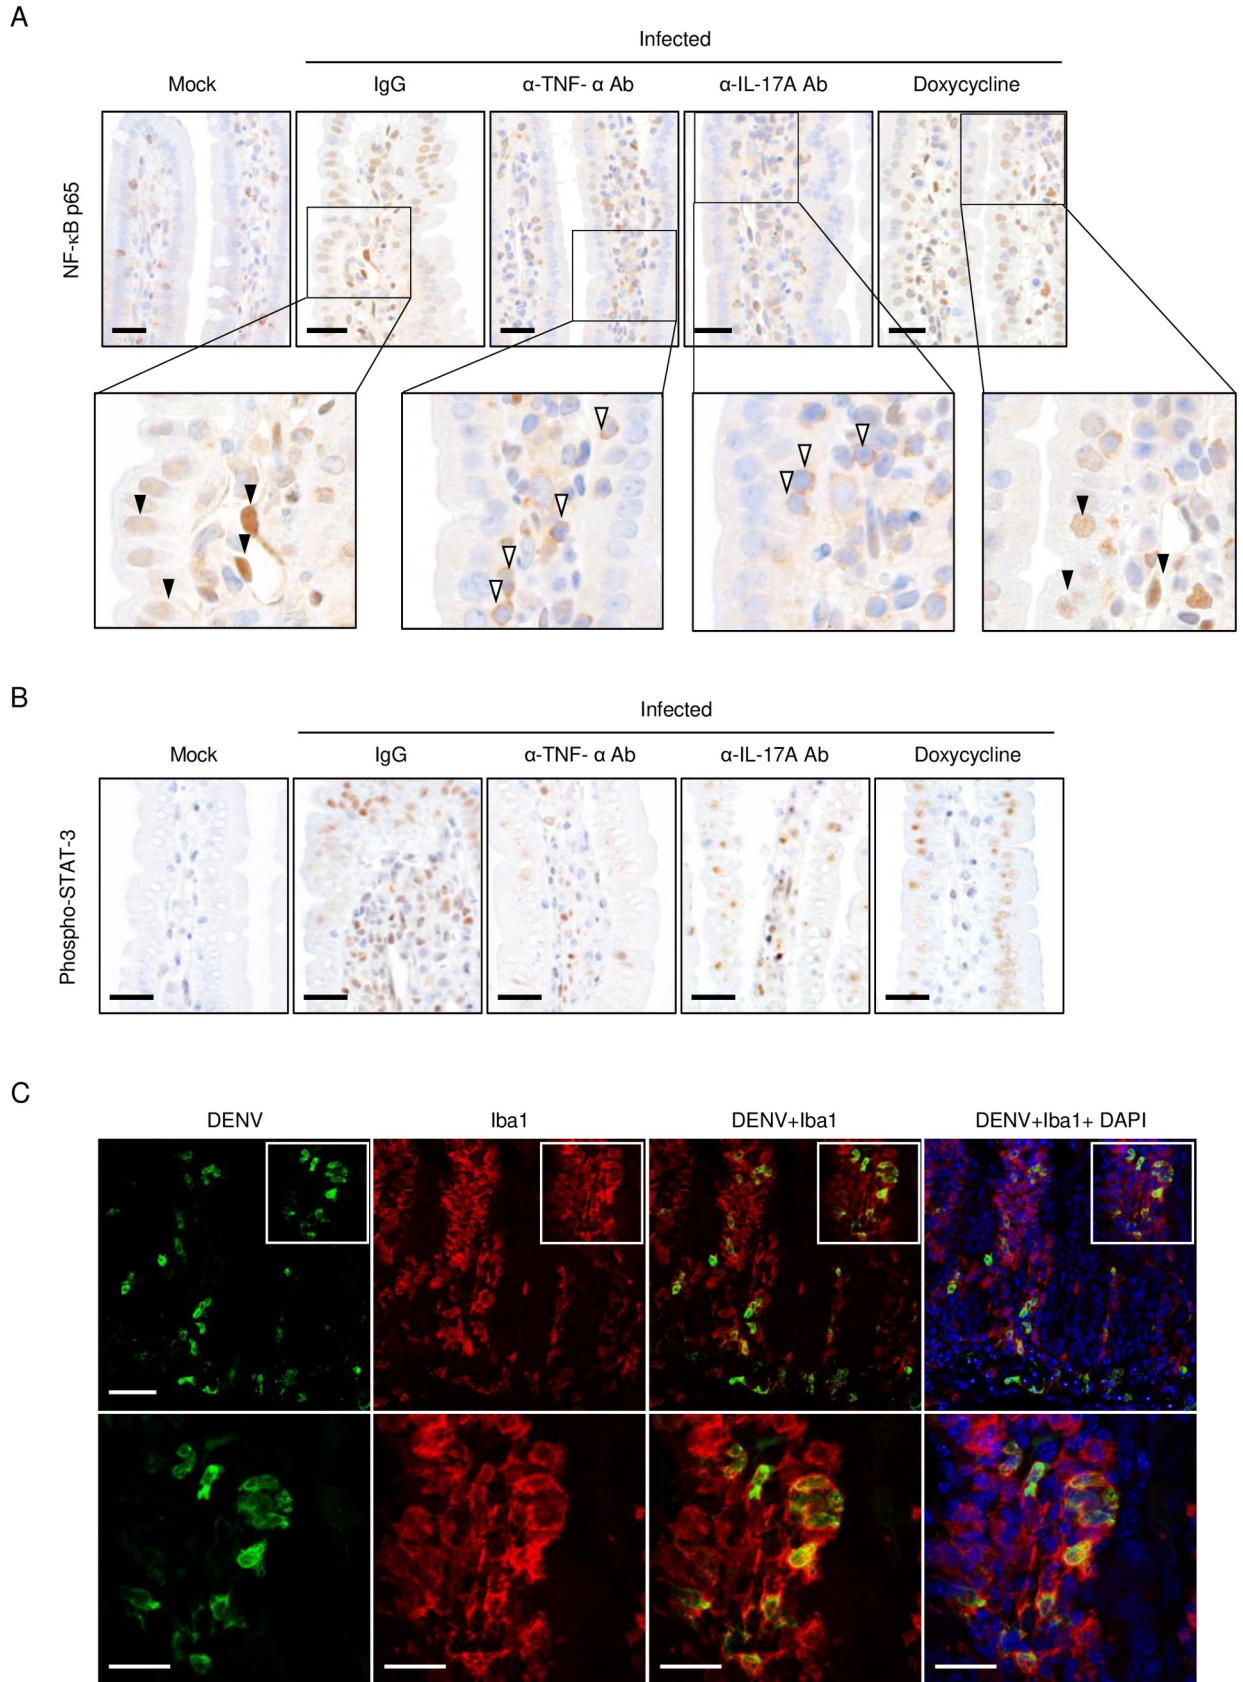 A
Infected
Mock IgG α-TNF- α Ab α-IL-17A Ab Doxycycline
NF-κB p65
B
Infected
Mock IgG α-TNF- α Ab α-IL-17A Ab Doxycycline
Phospho-STAT-3
C
DENV Iba1 DENV+Iba1 DENV+Iba1+ DAPI